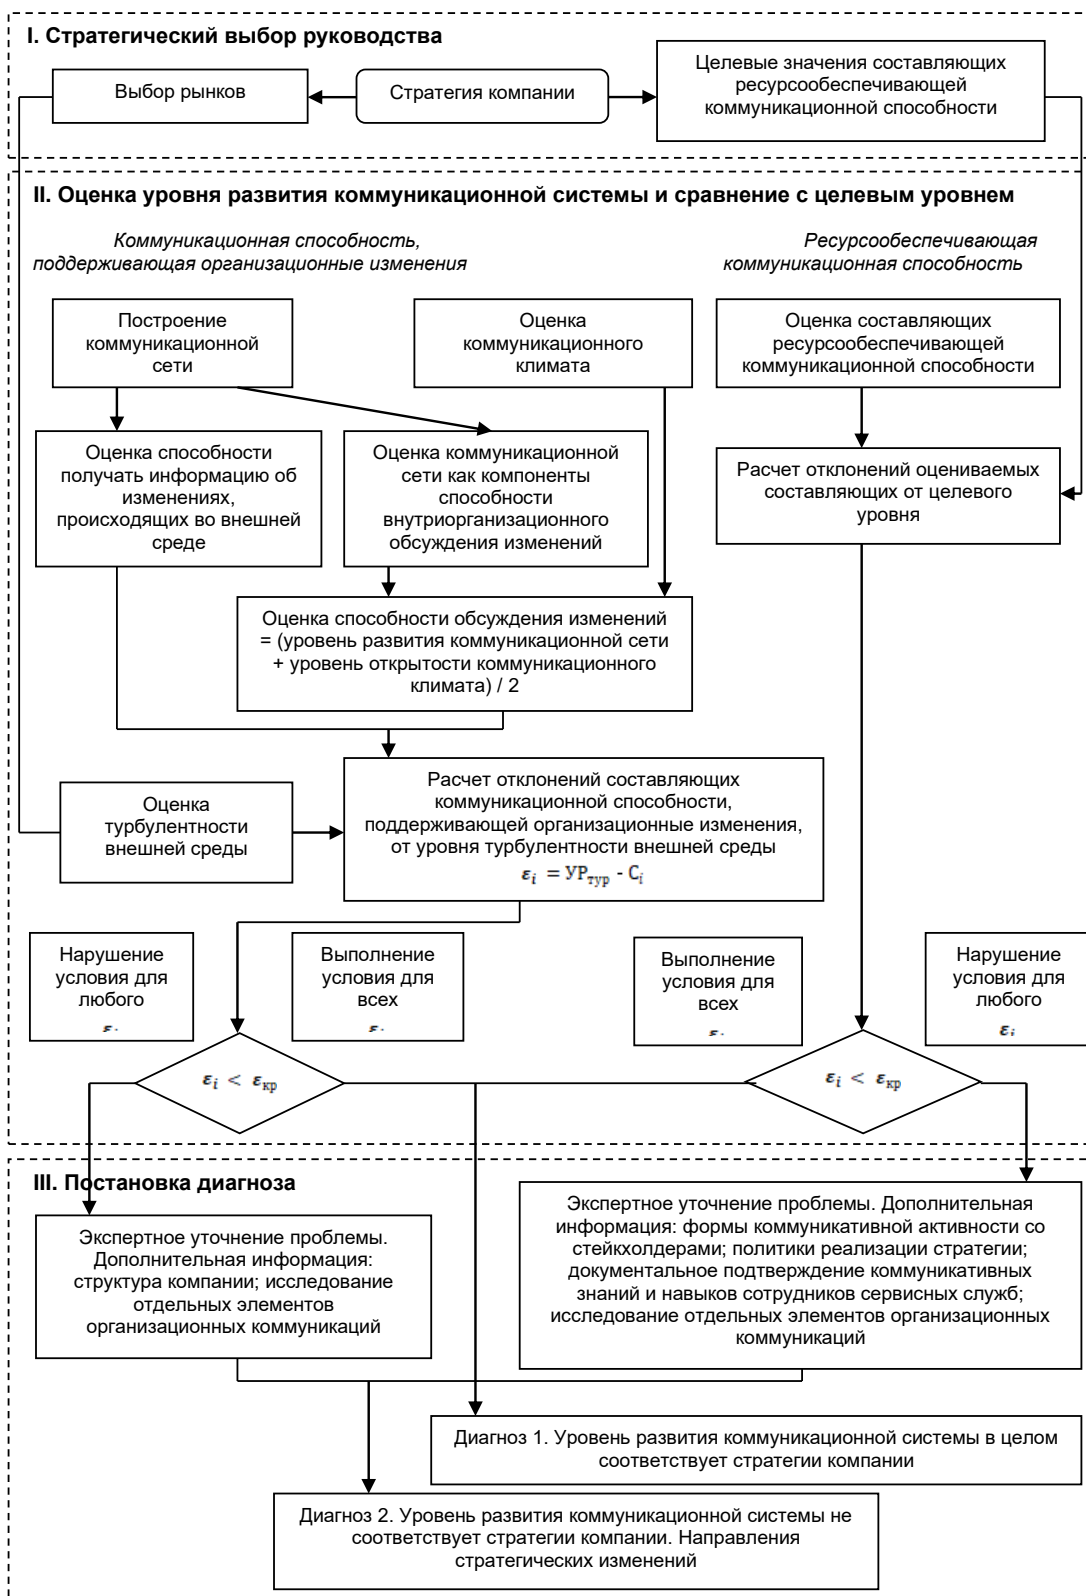 I. Стратегический выбор руководства
Выбор рынков
Стратегия компании
Целевые значения составляющих
ресурсообеспечивающей
коммуникационной способности
II. Оценка уровня развития коммуникационной системы и сравнение с целевым уровнем
Коммуникационная способность,
поддерживающая организационные изменения
Ресурсообеспечивающая
коммуникационная способность
Построение
коммуникационной
сети
Оценка
коммуникационного
климата
Оценка составляющих
ресурсообеспечивающей
коммуникационной способности
Оценка способности
получать информацию об
изменениях,
происходящих во внешней
среде
Оценка коммуникационной
сети как компоненты
способности
внутриорганизационного
обсуждения изменений
Расчет отклонений оцениваемых
составляющих от целевого
уровня
Оценка способности обсуждения изменений
= (уровень развития коммуникационной сети
+ уровень открытости коммуникационного
климата) / 2
Оценка
турбулентности
внешней среды
Расчет отклонений составляющих
коммуникационной способности,
поддерживающей организационные изменения,
от уровня турбулентности внешней среды
εᵢ = УРтур - Cᵢ
Нарушение
условия для
любого
εᵢ
Выполнение
условия для
всех
εᵢ
Выполнение
условия для
всех
εᵢ
Нарушение
условия для
любого
εᵢ
εᵢ < εкр
εᵢ < εкр
III. Постановка диагноза
Экспертное уточнение проблемы.
Дополнительная информация:
структура компании; исследование
отдельных элементов
организационных коммуникаций
Экспертное уточнение проблемы. Дополнительная
информация: формы коммуникативной активности со
стейкхолдерами; политики реализации стратегии;
документальное подтверждение коммуникативных
знаний и навыков сотрудников сервисных служб;
исследование отдельных элементов организационных
коммуникаций
Диагноз 1. Уровень развития коммуникационной системы в целом
соответствует стратегии компании
Диагноз 2. Уровень развития коммуникационной системы не
соответствует стратегии компании. Направления
стратегических изменений